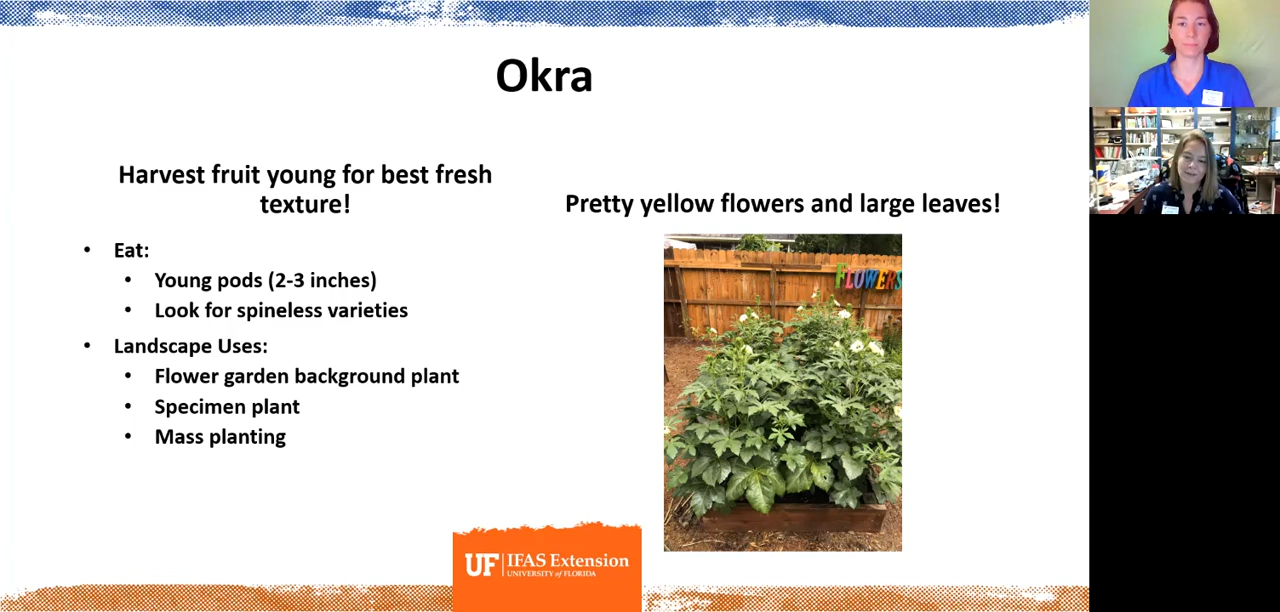 Okra
Harvest fruit young for best fresh
texture!
• Eat:
• Young pods (2-3 inches)
• Look for spineless varieties
• Landscape Uses:
• Flower garden background plant
• Specimen plant
• Mass planting
Pretty yellow flowers and large leaves!
FLOWERS
UF IFAS Extension
UNIVERSITY of FLORIDA